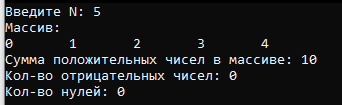 Введите N: 5
Массив:
0 1 2 3 4
Сумма положительных чисел в массиве: 10
Кол-во отрицательных чисел: 0
Кол-во нулей: 0